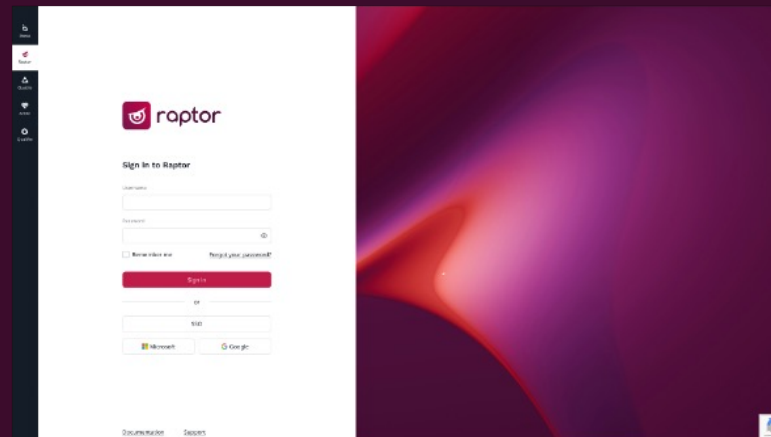 Raptor
raptor
Sign in to Raptor
Username
Password
Remember me
Forgot your password?
Sign in
or
SSO
Microsoft
Google
Documentation
Support